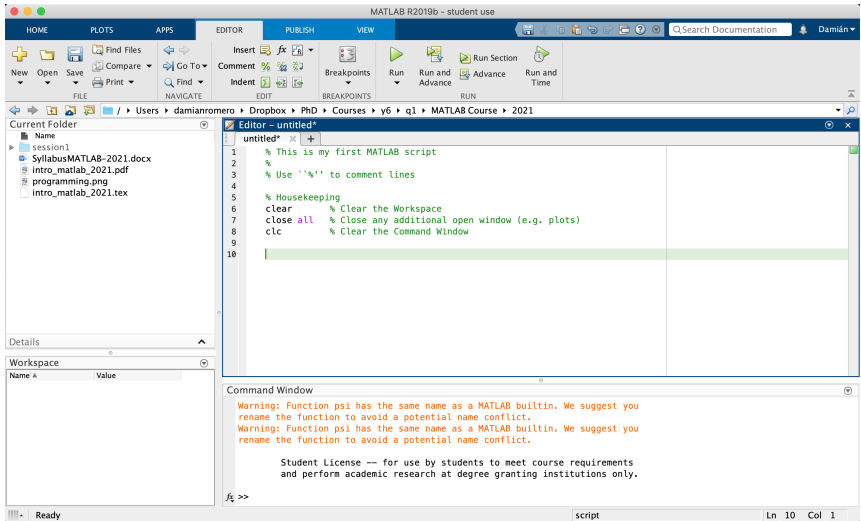 MATLAB R2019b - student use
HOME PLOTS APPS EDITOR PUBLISH VIEW Search Documentation Damián
New Open Save Find Files Compare Print
FILE
Go To Find
NAVIGATE
Insert fx
Comment %
Indent
EDIT
Breakpoints
BREAKPOINTS
Run Run and Advance Run Section Advance Run and Time
RUN
/ Users damianromero Dropbox PhD Courses y6 q1 MATLAB Course 2021
Current Folder
Name
session1
SyllabusMATLAB-2021.docx
intro_matlab_2021.pdf
programming.png
intro_matlab_2021.tex
Details
Workspace
Name Value
Editor - untitled*
untitled* × +
1 % This is my first MATLAB script
2 %
3 % Use ``%'' to comment lines
4
5 % Housekeeping
6 clear % Clear the Workspace
7 close all % Close any additional open window (e.g. plots)
8 clc % Clear the Command Window
9
10
Command Window
Warning: Function psi has the same name as a MATLAB builtin. We suggest you
rename the function to avoid a potential name conflict.
Warning: Function psi has the same name as a MATLAB builtin. We suggest you
rename the function to avoid a potential name conflict.
Student License -- for use by students to meet course requirements
and perform academic research at degree granting institutions only.
fx >>
Ready script Ln 10 Col 1